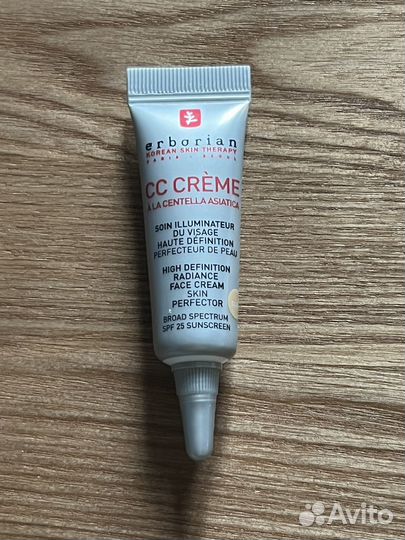 erborian
KOREAN SKIN THERAPY
PARIS - SEOUL
CC CRÈME
À LA CENTELLA ASIATICA
SOIN ILLUMINATEUR
DU VISAGE
HAUTE DÉFINITION
PERFECTEUR DE PEAU
HIGH DEFINITION
RADIANCE
FACE CREAM
SKIN
PERFECTOR
BROAD SPECTRUM
SPF 25 SUNSCREEN
Avito